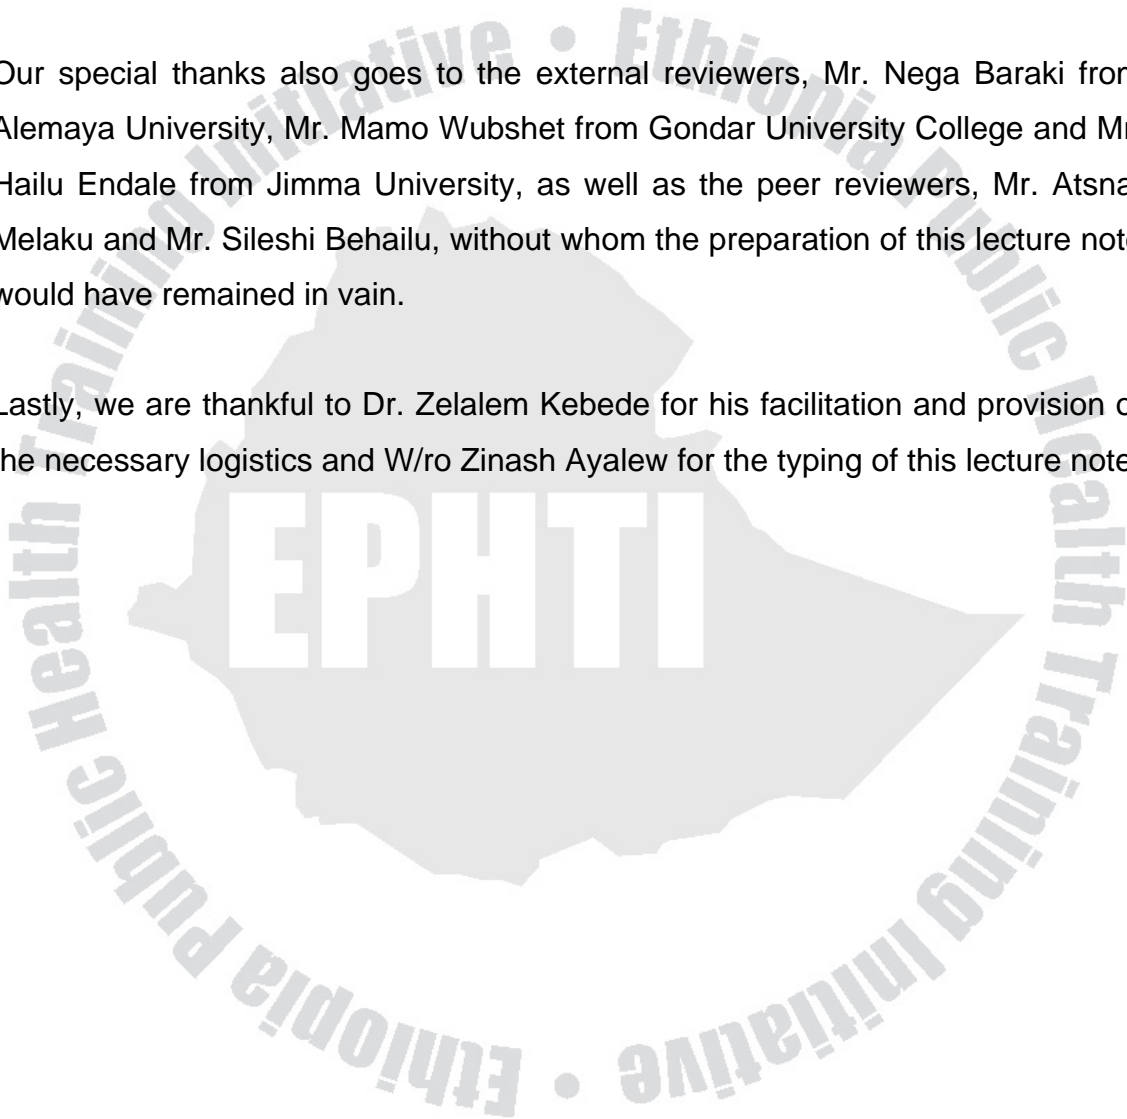 Our special thanks also goes to the external reviewers, Mr. Nega Baraki from
Alemaya University, Mr. Mamo Wubshet from Gondar University College and Mr
Hailu Endale from Jimma University, as well as the peer reviewers, Mr. Atsna
Melaku and Mr. Sileshi Behailu, without whom the preparation of this lecture note
would have remained in vain.
Lastly, we are thankful to Dr. Zelalem Kebede for his facilitation and provision of
the necessary logistics and W/ro Zinash Ayalew for the typing of this lecture note
EPHTI
Ethiopia Public Health Training Initiative • Ethiopia Public Health Training Initiative •